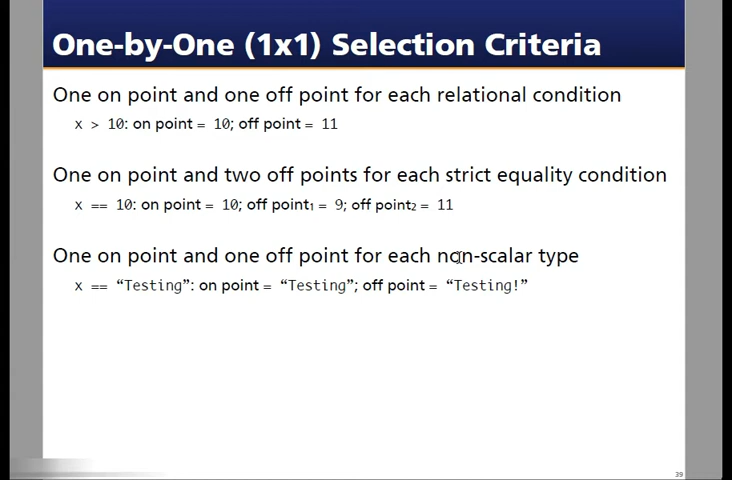 One-by-One (1x1) Selection Criteria
One on point and one off point for each relational condition
x > 10: on point = 10; off point = 11
One on point and two off points for each strict equality condition
x == 10: on point = 10; off point₁ = 9; off point₂ = 11
One on point and one off point for each non-scalar type
x == “Testing”: on point = “Testing”; off point = “Testing!”
39